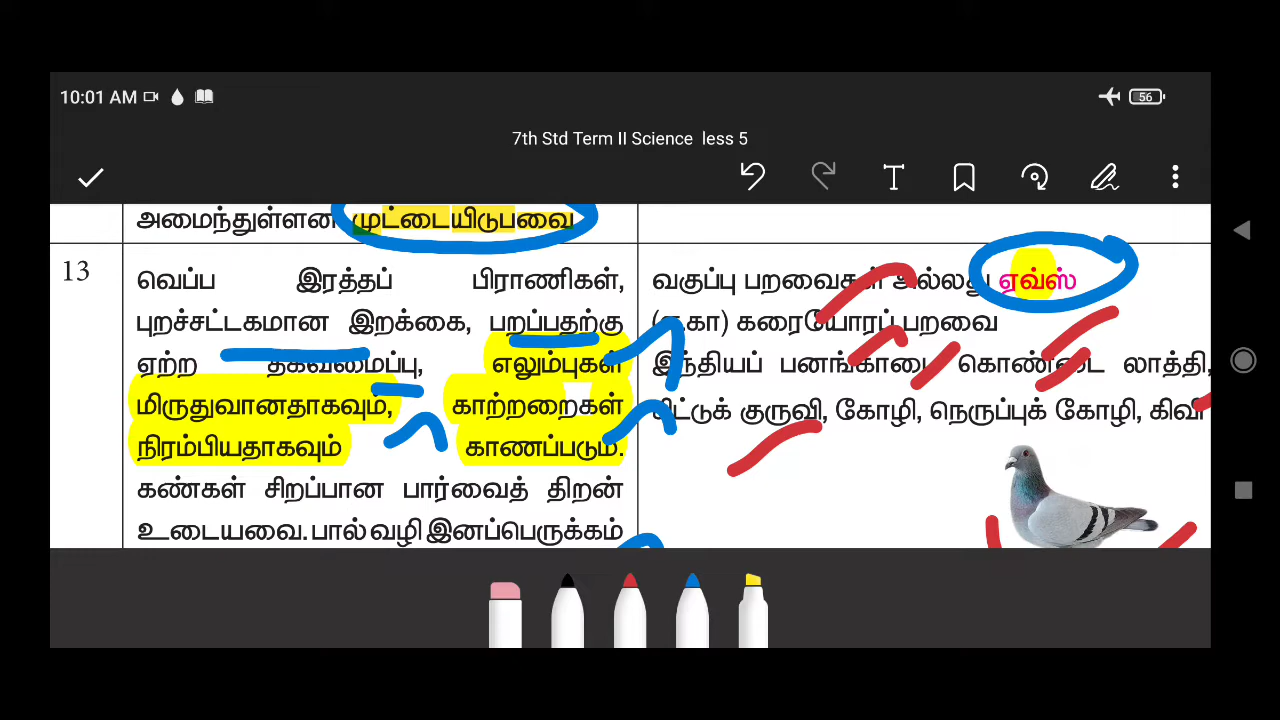 10:01 AM
56
7th Std Term II Science less 5
T
அமைந்துள்ளன முட்டையிடுபவை
13
வெப்ப இரத்தப் பிராணிகள்,
புறச்சட்டகமான இறக்கை, பறப்பதற்கு
ஏற்ற தகவமைப்பு, எலும்புகள்
மிருதுவானதாகவும், காற்றறைகள்
நிரம்பியதாகவும் காணப்படும்.
கண்கள் சிறப்பான பார்வைத் திறன்
உடையவை. பால் வழி இனப்பெருக்கம்
வகுப்பு பறவைகள் அல்லது ஏவ்ஸ்
(எ.கா) கரையோரப் பறவை
இந்தியப் பனங்காடை கொண்டை லாத்தி,
சிட்டுக் குருவி, கோழி, நெருப்புக் கோழி, கிவி